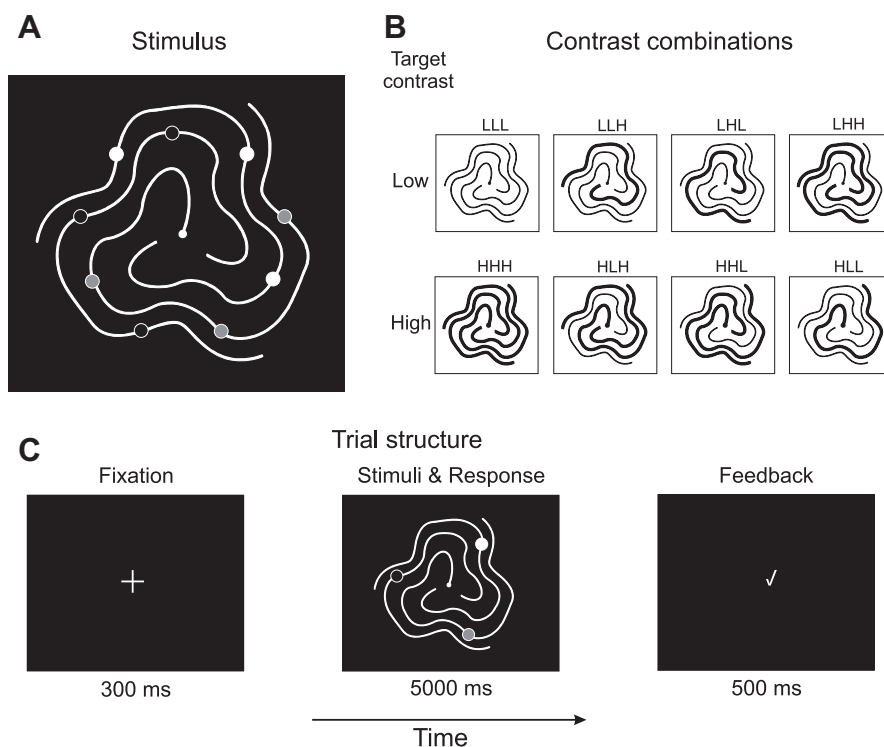 A
Stimulus
B
Contrast combinations
Target
contrast
LLL LLH LHL LHH
Low
HHH HLH HHL HLL
High
C
Trial structure
Fixation Stimuli & Response Feedback
√
300 ms 5000 ms 500 ms
Time